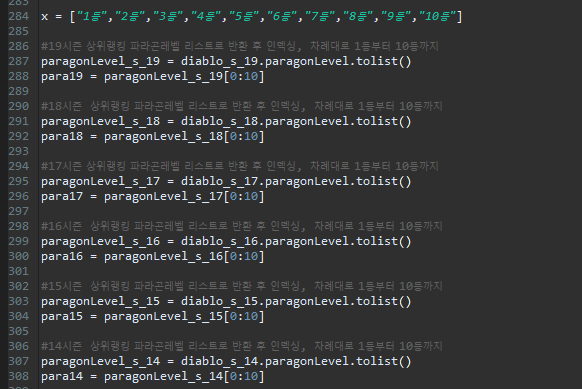 283
284 x = ["1등","2등","3등","4등","5등","6등","7등","8등","9등","10등"]
285
286 #19시즌 상위랭킹 파라곤레벨 리스트로 반환 후 인덱싱, 차례대로 1등부터 10등까지
287 paragonLevel_s_19 = diablo_s_19.paragonLevel.tolist()
288 para19 = paragonLevel_s_19[0:10]
289
290 #18시즌  상위랭킹 파라곤레벨 리스트로 반환 후 인덱싱, 차례대로 1등부터 10등까지
291 paragonLevel_s_18 = diablo_s_18.paragonLevel.tolist()
292 para18 = paragonLevel_s_18[0:10]
293
294 #17시즌 상위랭킹 파라곤레벨 리스트로 반환 후 인덱싱, 차례대로 1등부터 10등까지
295 paragonLevel_s_17 = diablo_s_17.paragonLevel.tolist()
296 para17 = paragonLevel_s_17[0:10]
297
298 #16시즌  상위랭킹 파라곤레벨 리스트로 반환 후 인덱싱, 차례대로 1등부터 10등까지
299 paragonLevel_s_16 = diablo_s_16.paragonLevel.tolist()
300 para16 = paragonLevel_s_16[0:10]
301
302 #15시즌  상위랭킹 파라곤레벨 리스트로 반환 후 인덱싱, 차례대로 1등부터 10등까지
303 paragonLevel_s_15 = diablo_s_15.paragonLevel.tolist()
304 para15 = paragonLevel_s_15[0:10]
305
306 #14시즌  상위랭킹 파라곤레벨 리스트로 반환 후 인덱싱, 차례대로 1등부터 10등까지
307 paragonLevel_s_14 = diablo_s_14.paragonLevel.tolist()
308 para14 = paragonLevel_s_14[0:10]